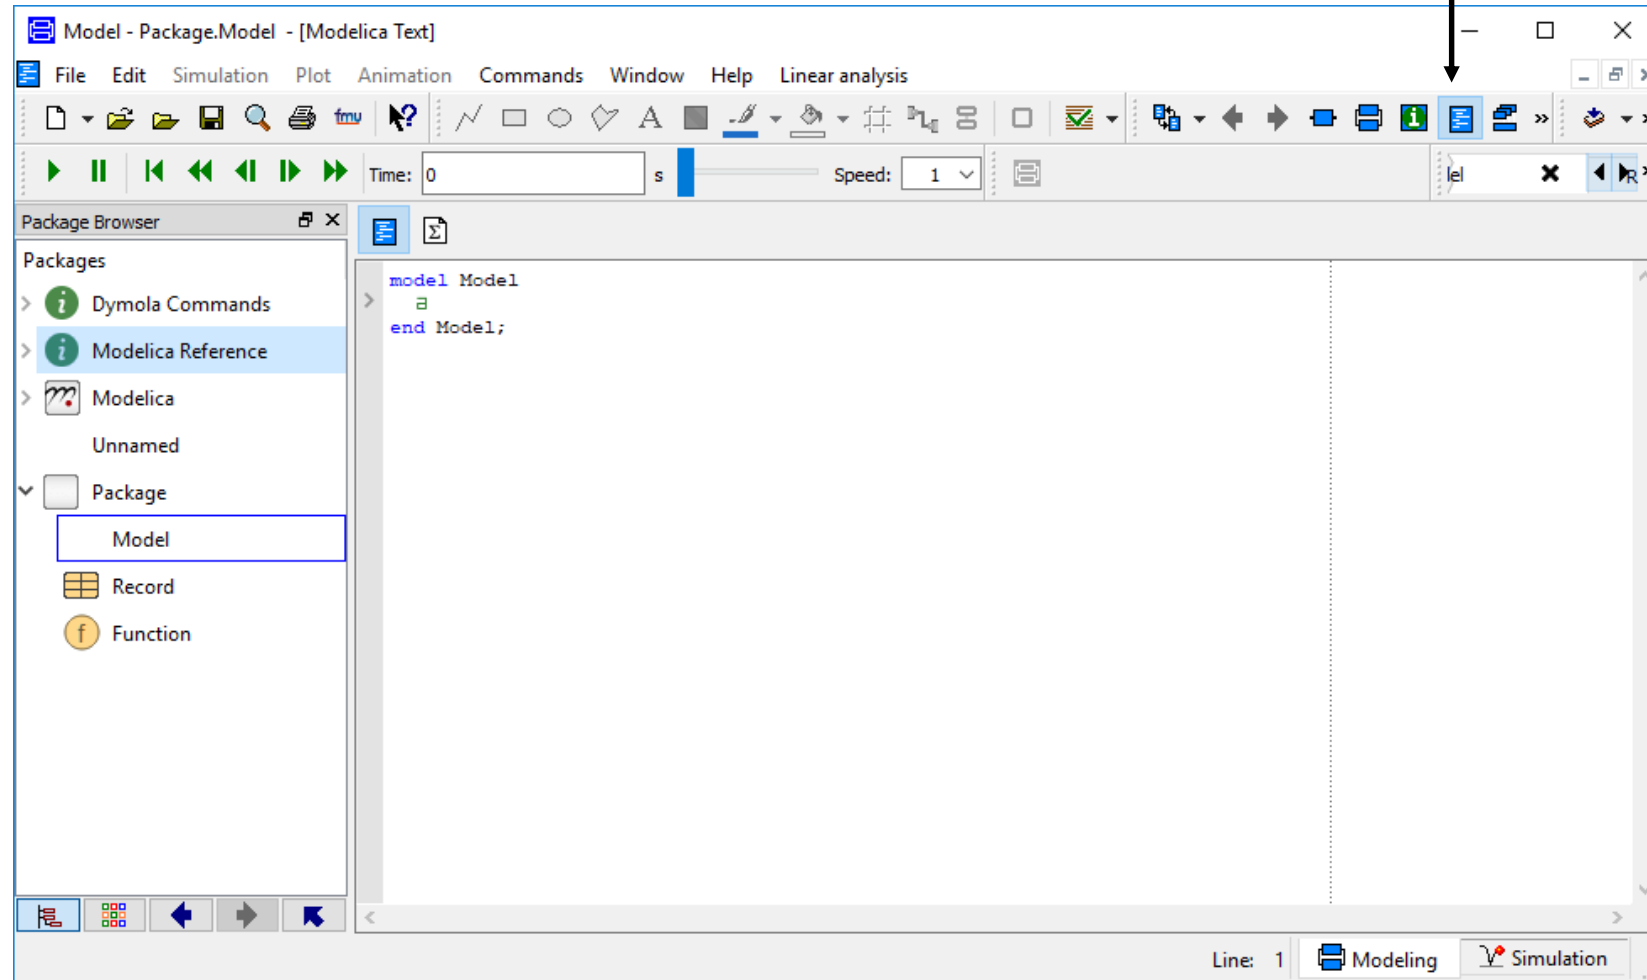 Model - Package.Model - [Modelica Text]
File Edit Simulation Plot Animation Commands Window Help Linear analysis
fmu
A
Time: 0 s Speed: 1
lel
R
Package Browser
Packages
Dymola Commands
Modelica Reference
Modelica
Unnamed
Package
Model
Record
Function
model Model
a
end Model;
Line: 1 Modeling Simulation